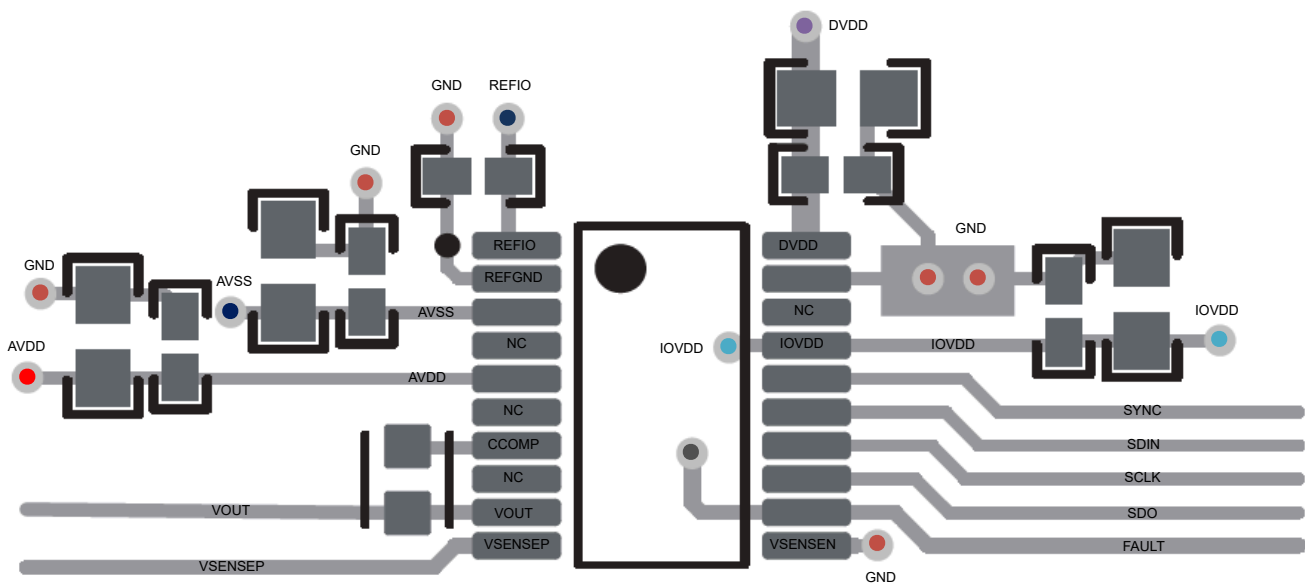 DVDD
GND
REFIO
GND
GND
AVSS
AVDD
REFIO
REFGND
AVSS
NC
AVDD
NC
CCOMP
NC
VOUT
VOUT
VSENSEP
VSENSEP
DVDD
GND
NC
IOVDD
IOVDD
IOVDD
IOVDD
SYNC
SDIN
SCLK
SDO
FAULT
VSENSEN
GND